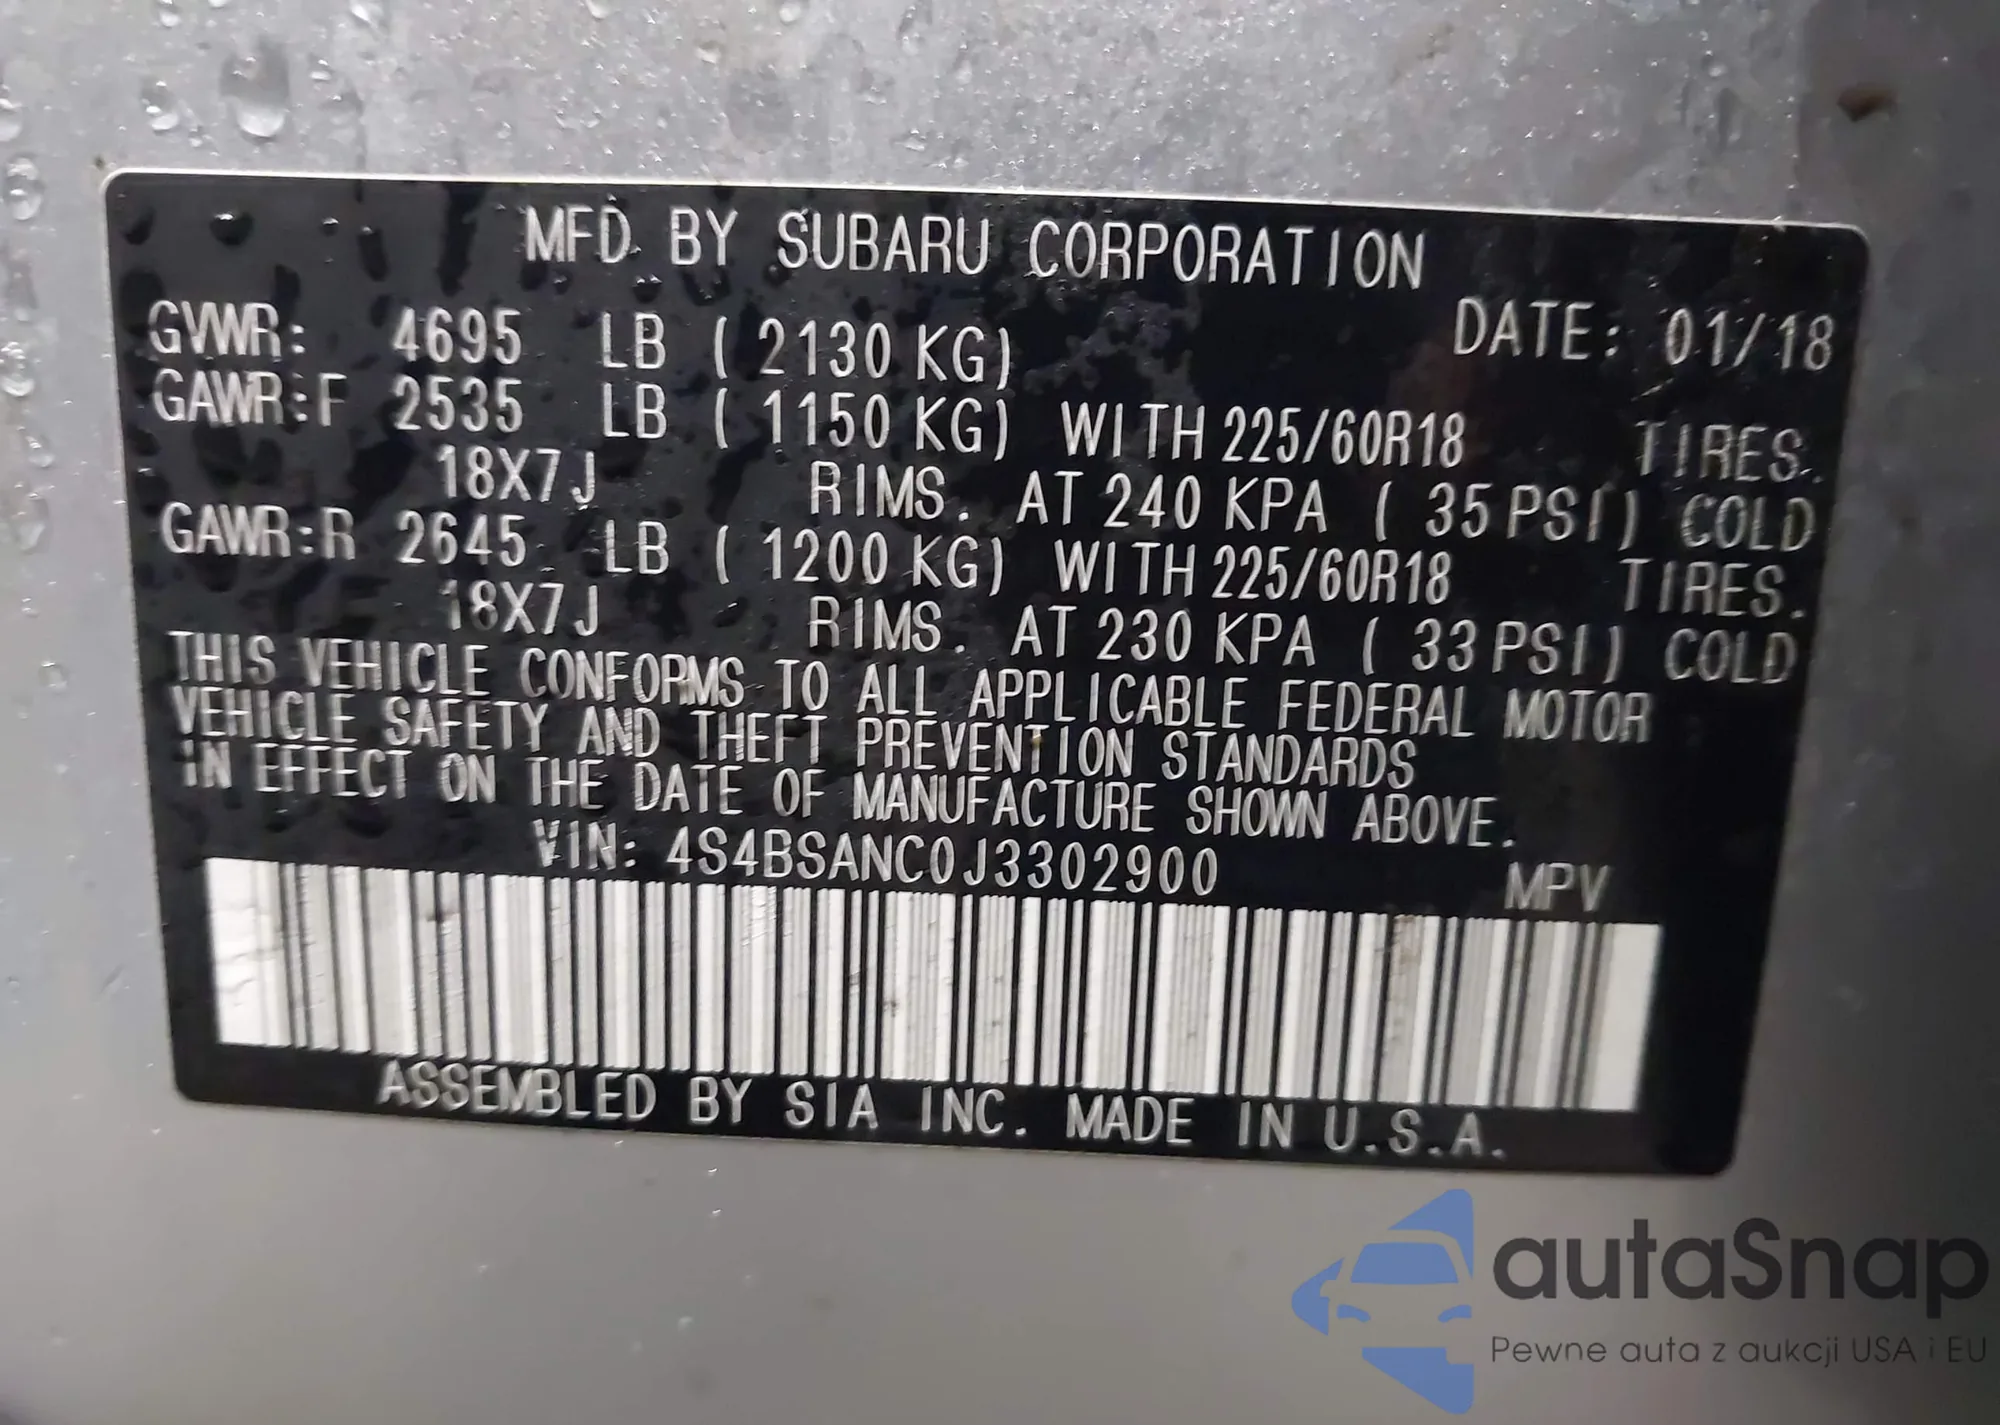 MFD. BY SUBARU CORPORATION
DATE: 01/18
GVWR: 4695 LB ( 2130 KG)
GAWR:F 2535 LB ( 1150 KG) WITH 225/60R18 TIRES.
18X7J RIMS. AT 240 KPA ( 35 PSI) COLD
GAWR:R 2645 LB ( 1200 KG) WITH 225/60R18 TIRES.
18X7J RIMS. AT 230 KPA ( 33 PSI) COLD
THIS VEHICLE CONFORMS TO ALL APPLICABLE FEDERAL MOTOR
VEHICLE SAFETY AND THEFT PREVENTION STANDARDS
IN EFFECT ON THE DATE OF MANUFACTURE SHOWN ABOVE.
VIN: 4S4BSANC0J3302900 MPV
ASSEMBLED BY SIA INC. MADE IN U.S.A.
autaSnap
Pewne auta z aukcji USA i EU